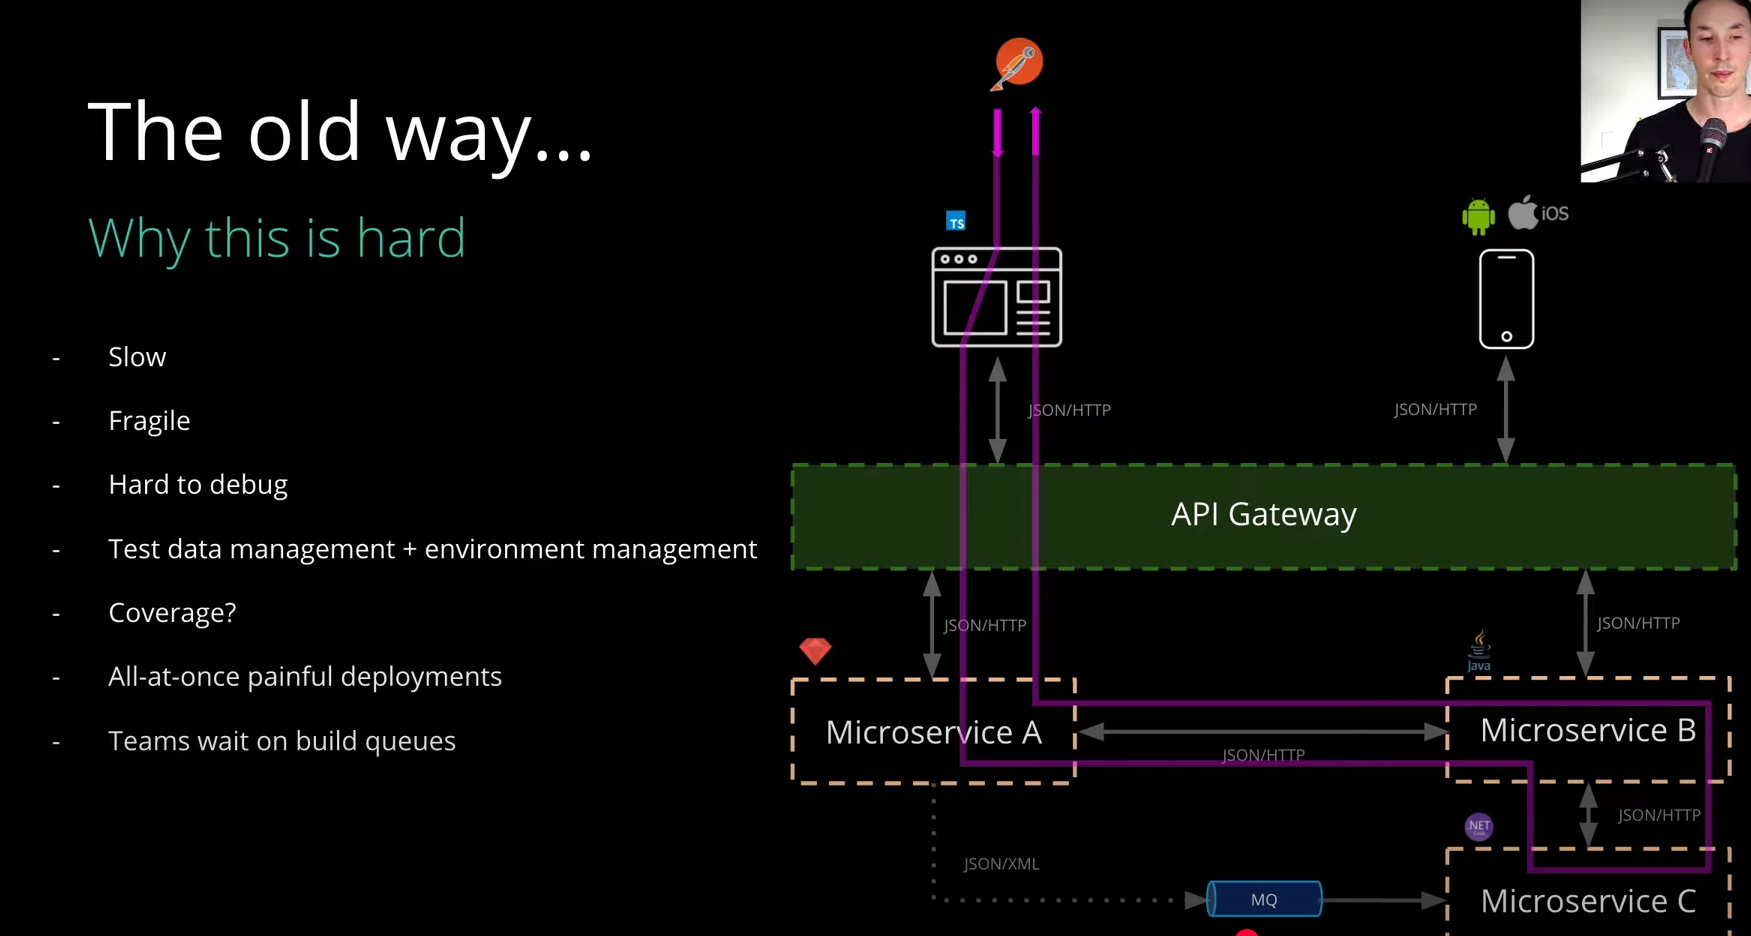 The old way...
Why this is hard
- Slow
- Fragile
- Hard to debug
- Test data management + environment management
- Coverage?
- All-at-once painful deployments
- Teams wait on build queues
TS
iOS
JSON/HTTP
JSON/HTTP
API Gateway
JSON/HTTP
JSON/HTTP
Java
Microservice A
Microservice B
JSON/HTTP
JSON/HTTP
.NET
Core
JSON/XML
MQ
Microservice C